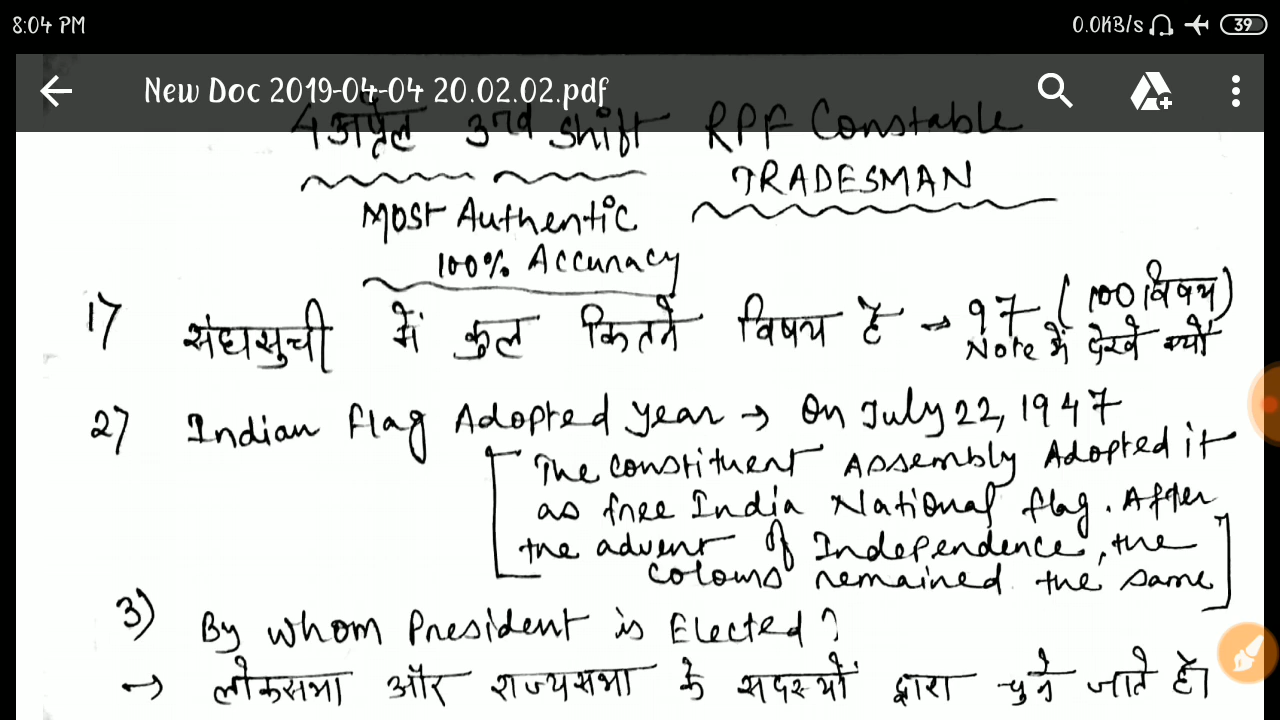 8:04 PM
0.0KB/s 39
New Doc 2019-04-04 20.02.02.pdf
4 अप्रैल 3rd shift RPF Constable
TRADESMAN
MOST Authentic
100% Accuracy
1) संघसुची में कुल कितने विषय है → 97 (100 विषय)
Note में देखें क्यों
2) Indian flag Adopted year → On July 22, 1947
[The constituent Assembly Adopted it
as free India National flag. After
the advent of Independence, the
colours remained the same]
3) By whom President is Elected?
→ लोकसभा और राज्यसभा के सदस्यों द्वारा चुने जाते हैं।